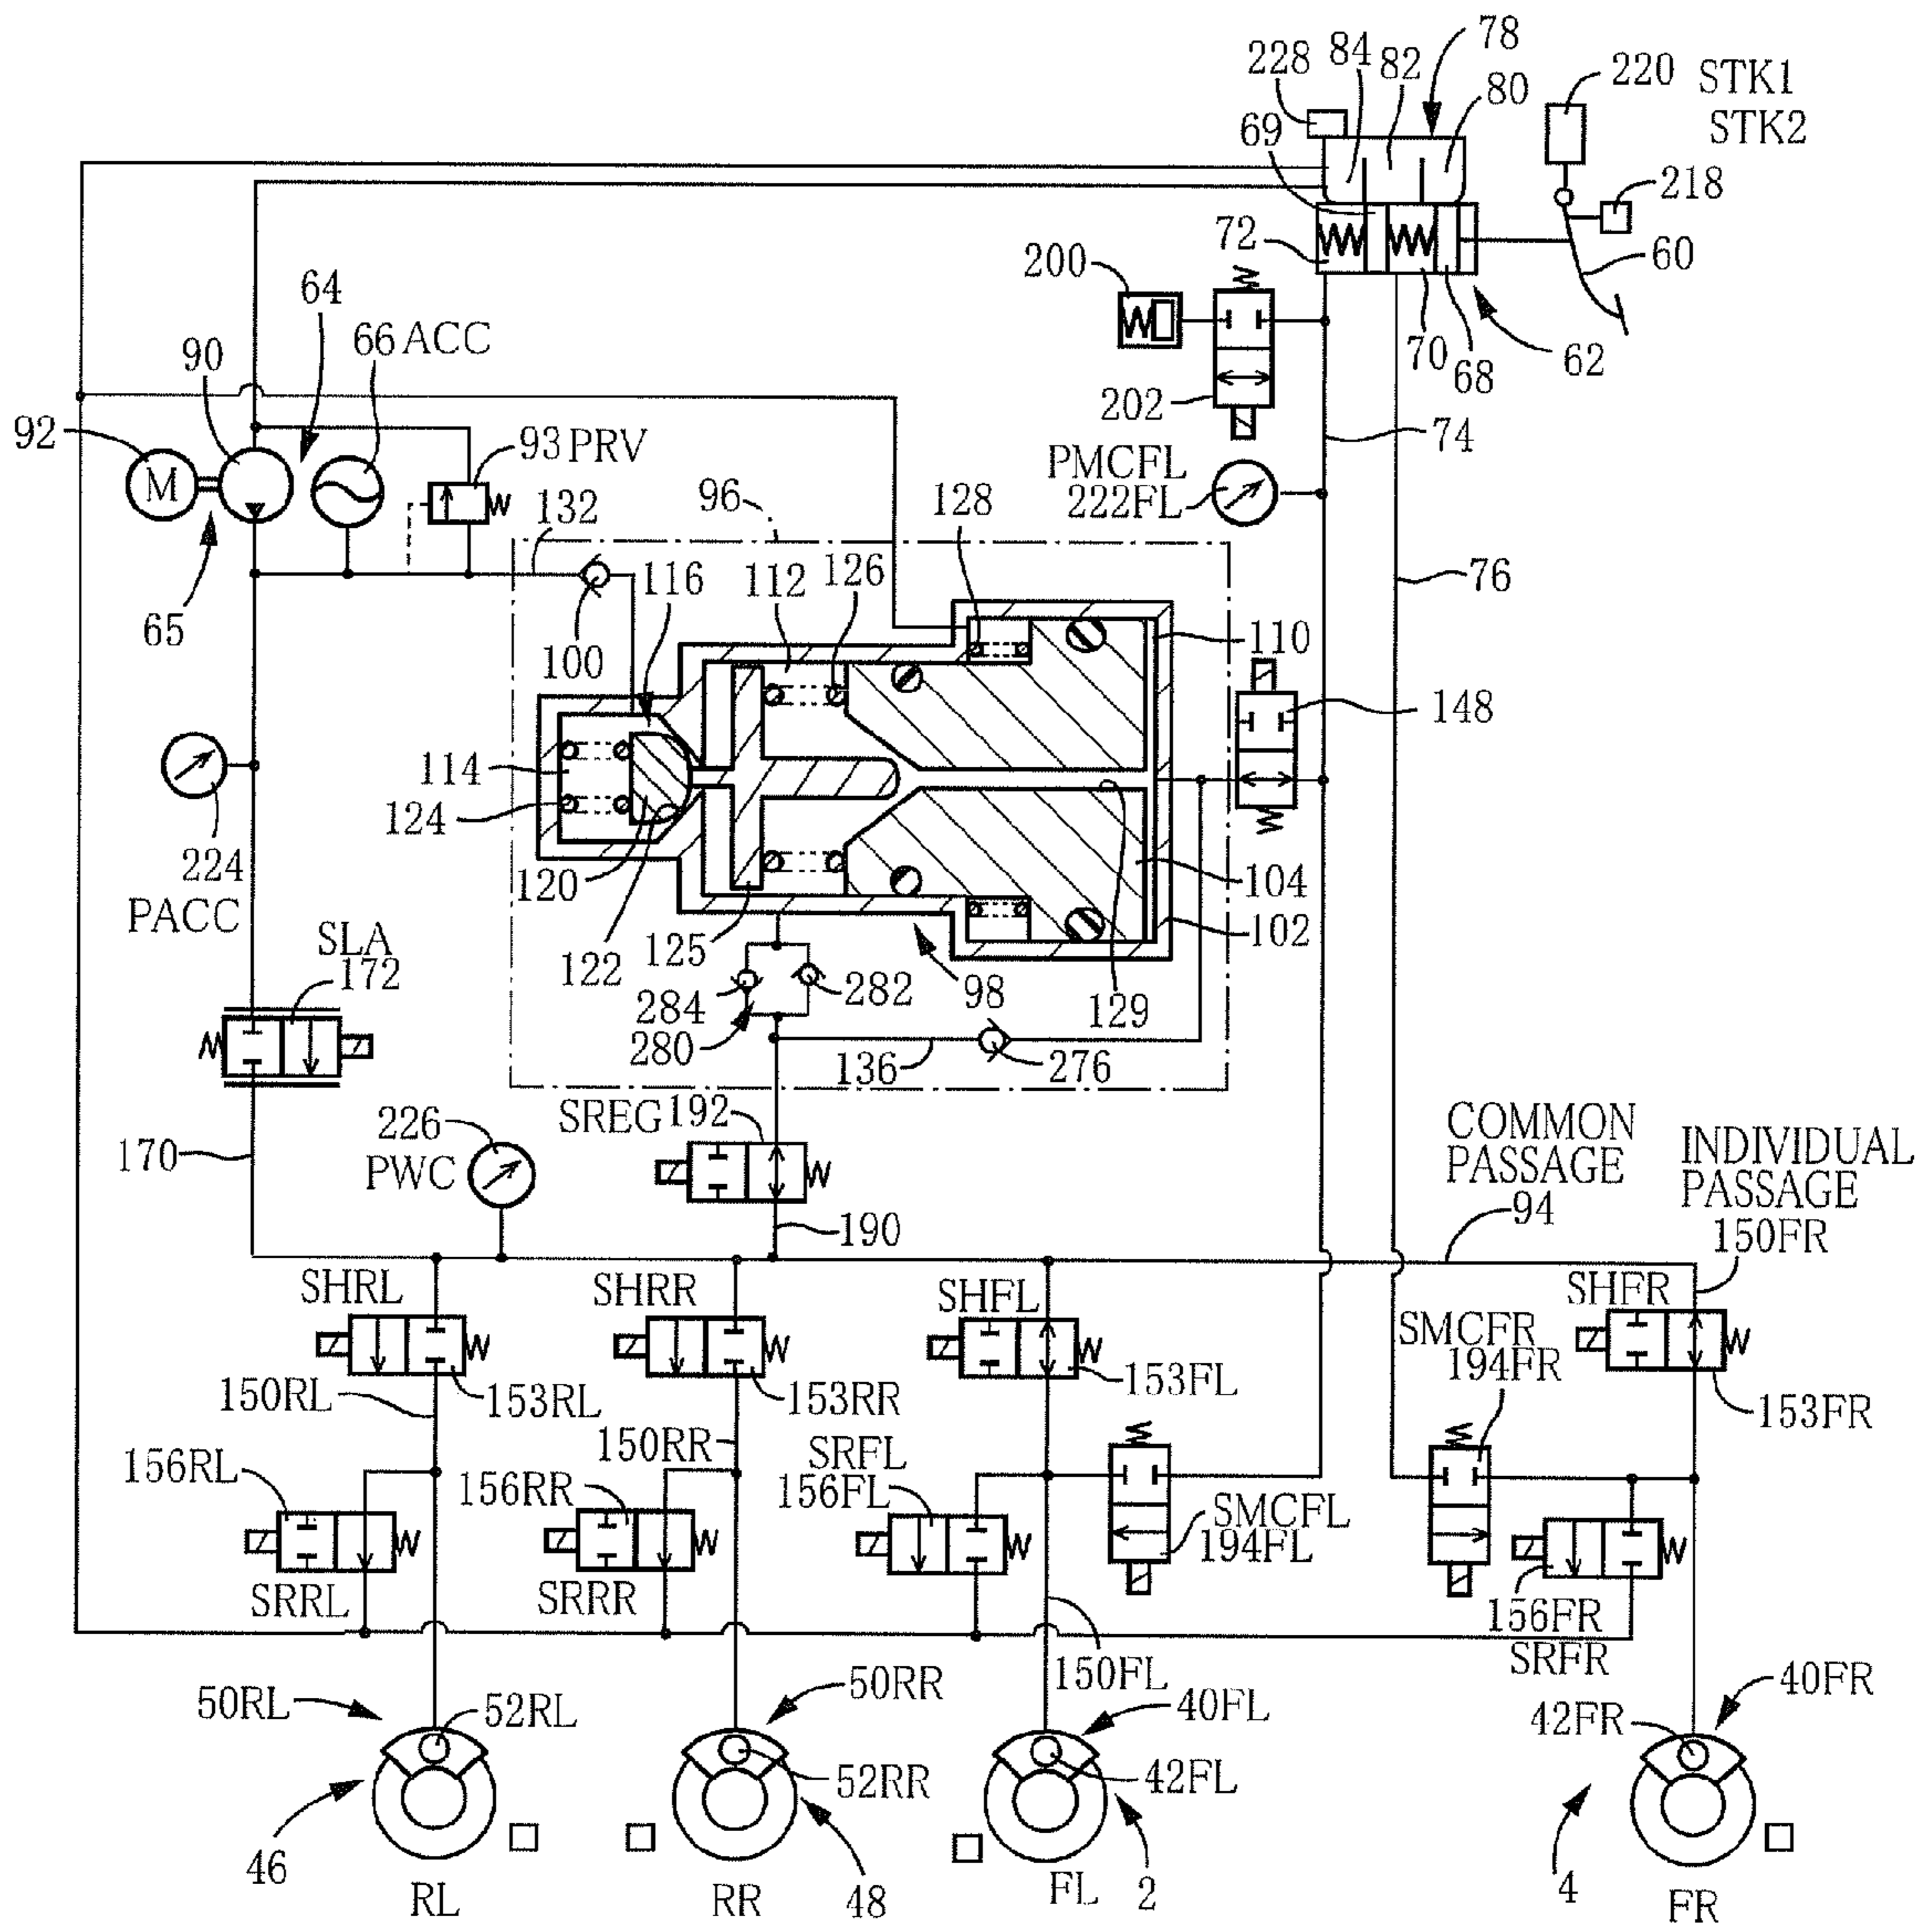 228
84
82
78
80
220
STK1
STK2
69
218
72
60
200
70
68
62
202
74
64
66 ACC
90
92
M
93 PRV
PMCFL
222FL
132
96
128
76
65
116
112
126
100
110
148
114
124
224
PACC
120
104
SLA
172
122
125
102
284
282
98
129
280
136
276
SREG 192
226
PWC
170
190
COMMON
PASSAGE
94
INDIVIDUAL
PASSAGE
150FR
SHRL
SHRR
SHFL
SHFR
SMCFR
194FR
153RL
153RR
153FL
153FR
150RL
150RR
156RL
156RR
SRFL
156FL
SMCFL
194FL
SRRL
SRRR
156FR
SRFR
150FL
50RL
52RL
50RR
40FL
40FR
42FR
52RR
42FL
46
48
2
4
RL
RR
FL
FR